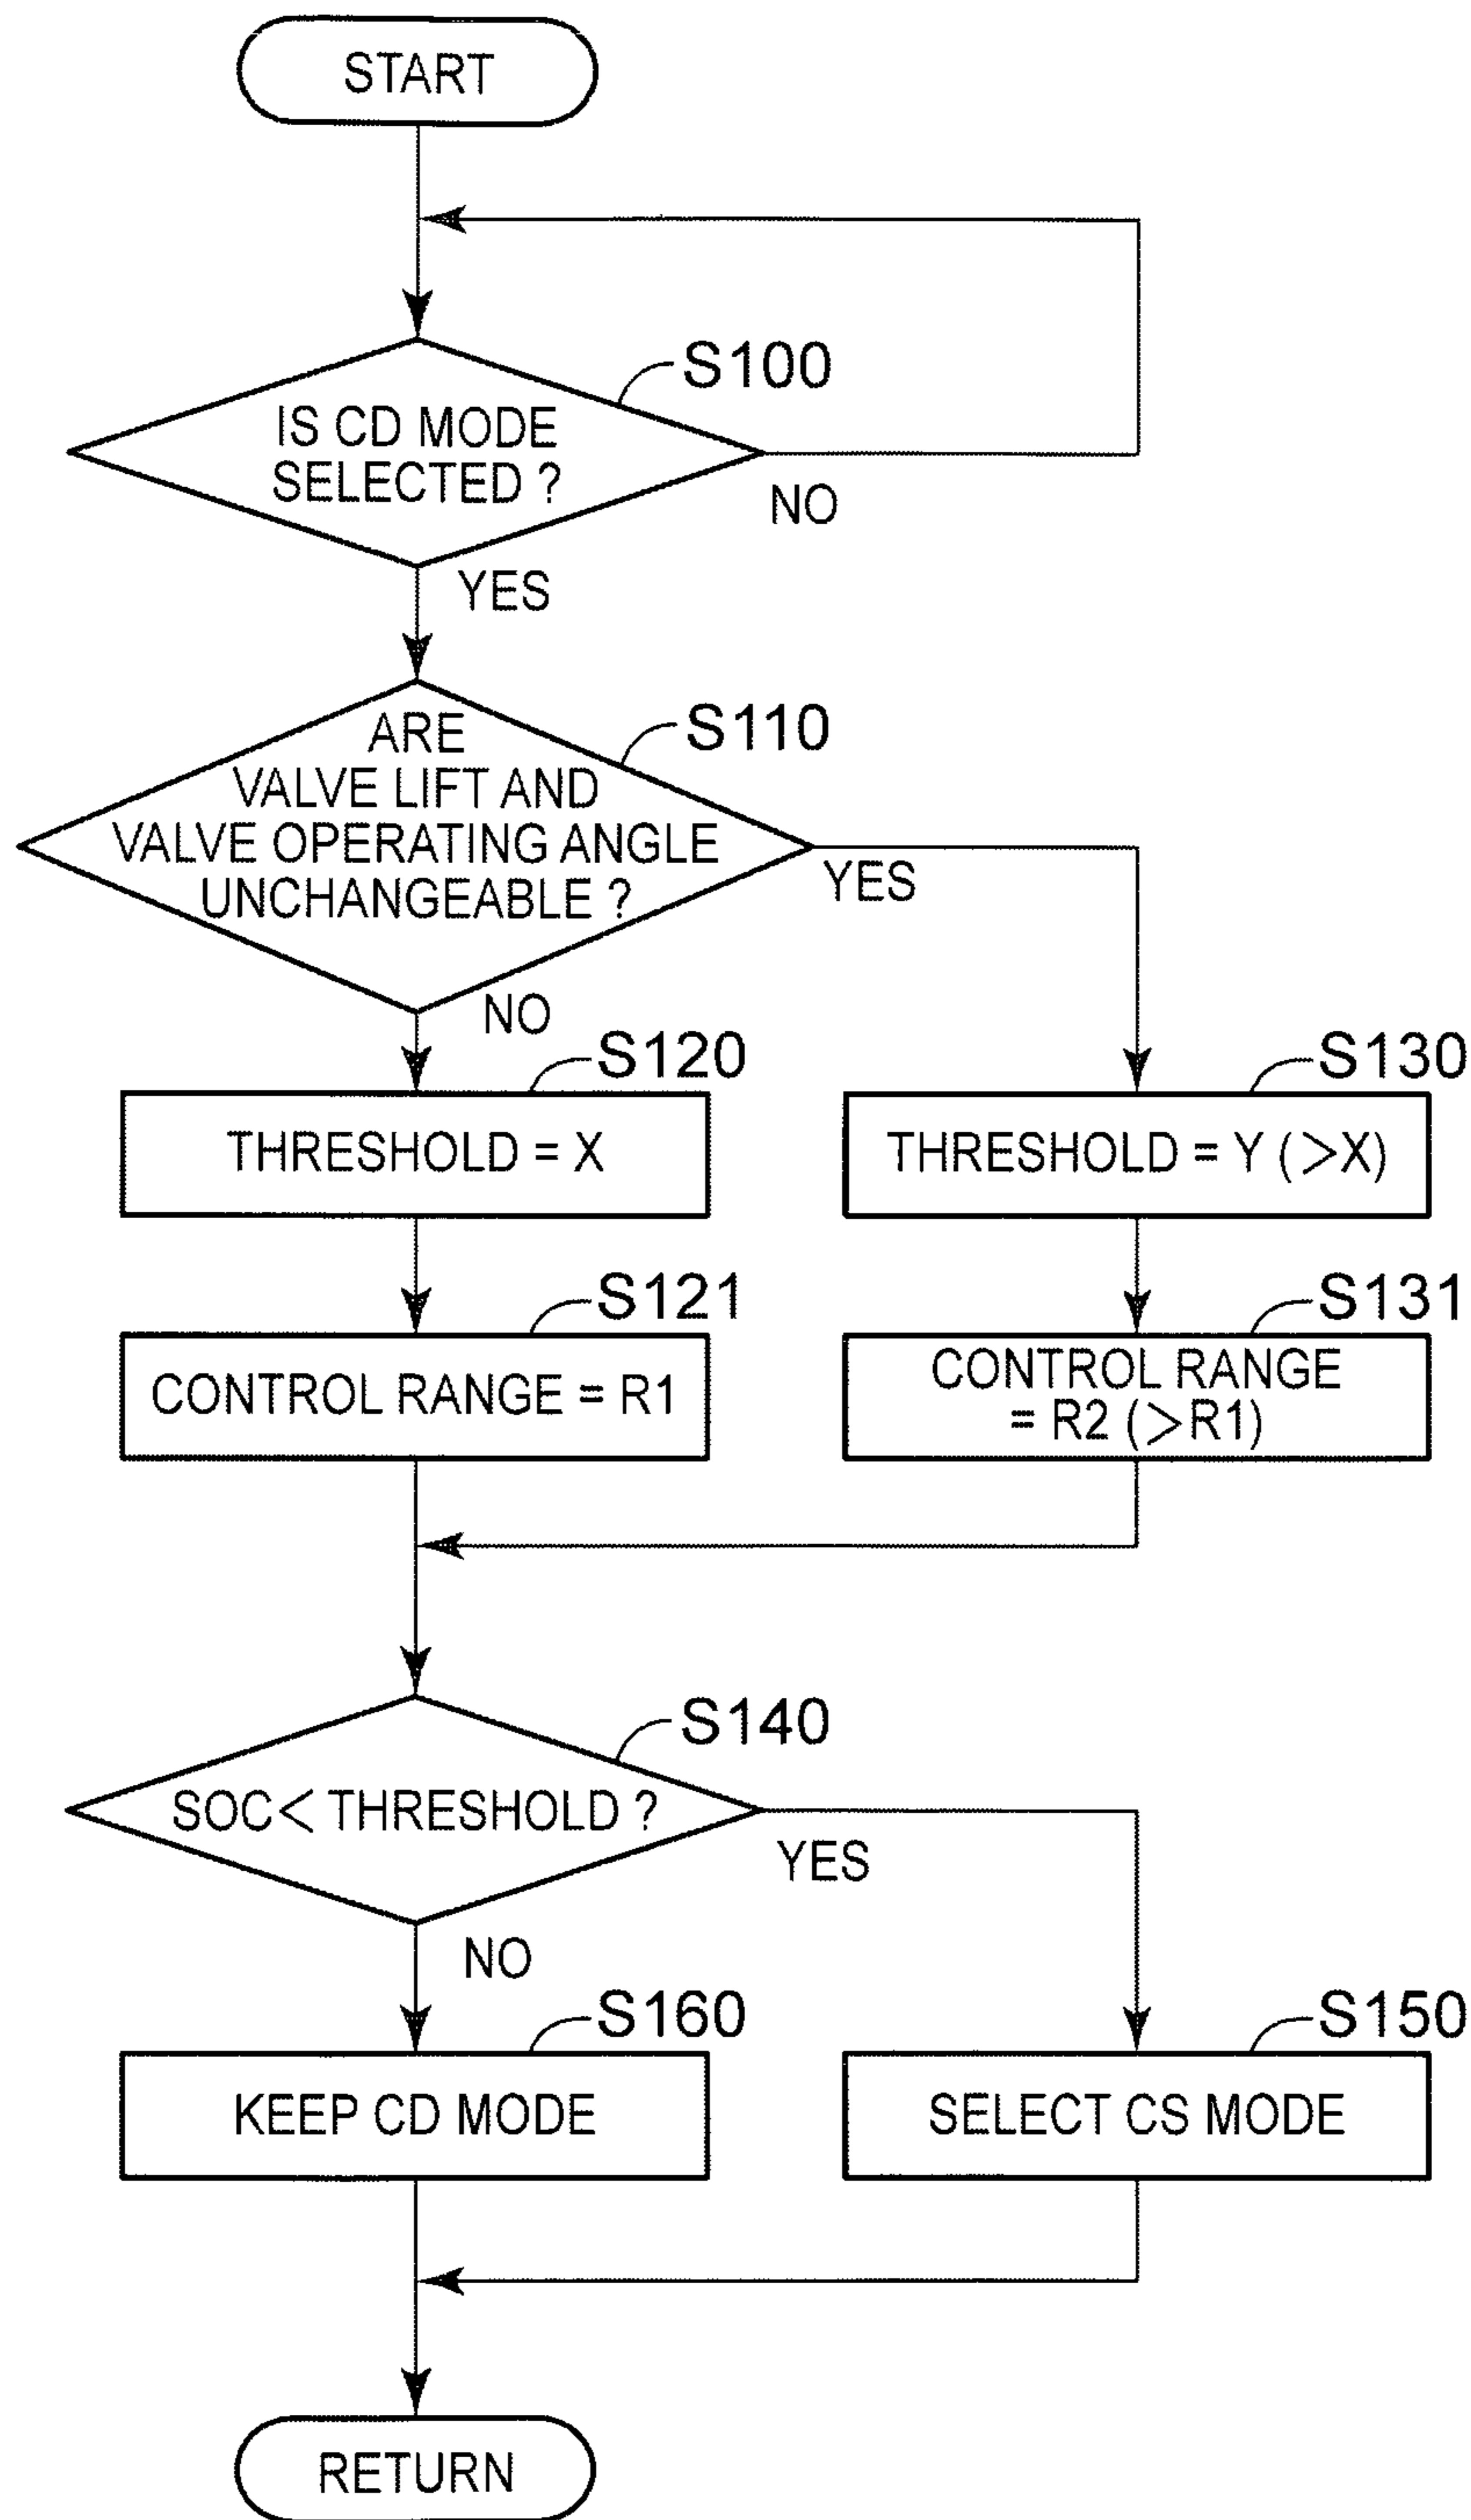 START
S100
IS CD MODE
SELECTED ?
NO
YES
S110
ARE
VALVE LIFT AND
VALVE OPERATING ANGLE
UNCHANGEABLE ?
YES
NO
S120
S130
THRESHOLD = X
THRESHOLD = Y (>X)
S121
S131
CONTROL RANGE = R1
CONTROL RANGE
= R2 (>R1)
S140
SOC< THRESHOLD ?
YES
NO
S160
S150
KEEP CD MODE
SELECT CS MODE
RETURN